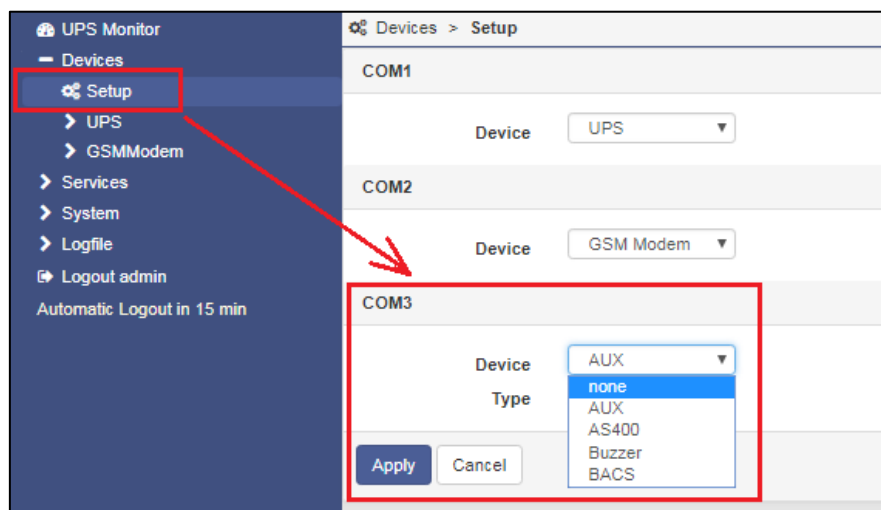 UPS Monitor
Devices
Setup
UPS
GSMModem
Services
System
Logfile
Logout admin
Automatic Logout in 15 min
Devices > Setup
COM1
Device UPS
COM2
Device GSM Modem
COM3
Device AUX
Type
none
AUX
AS400
Buzzer
BACS
Apply Cancel